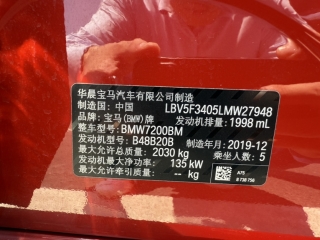 华晨宝马汽车有限公司制造
制造国：中国 LBV5F3405LMW27948
品牌：宝马(BMW)牌 发动机排量：1998 mL
整车型号：BMW7200BM
发动机型号：B48B20B 制造年月：2019-12
最大允许总质量：2030 kg 乘坐人数：5
发动机最大净功率：135 kW
最大允许牵引质量：-- kg
A75